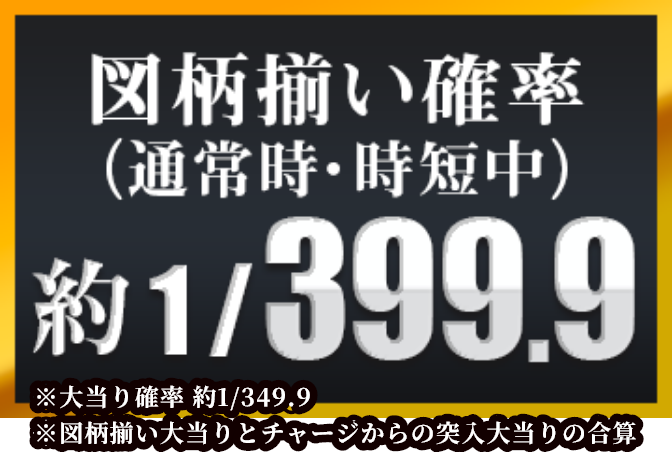 図柄揃い確率
(通常時・時短中)
約1/399.9
※大当り確率 約1/349.9
※図柄揃い大当りとチャージからの突入大当りの合算